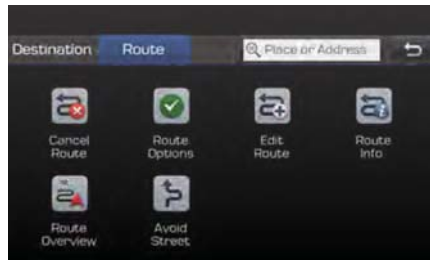 Destination
Route
Place or Address
Cancel
Route
Route
Options
Edit
Route
Route
Info
Route
Overview
Avoid
Street